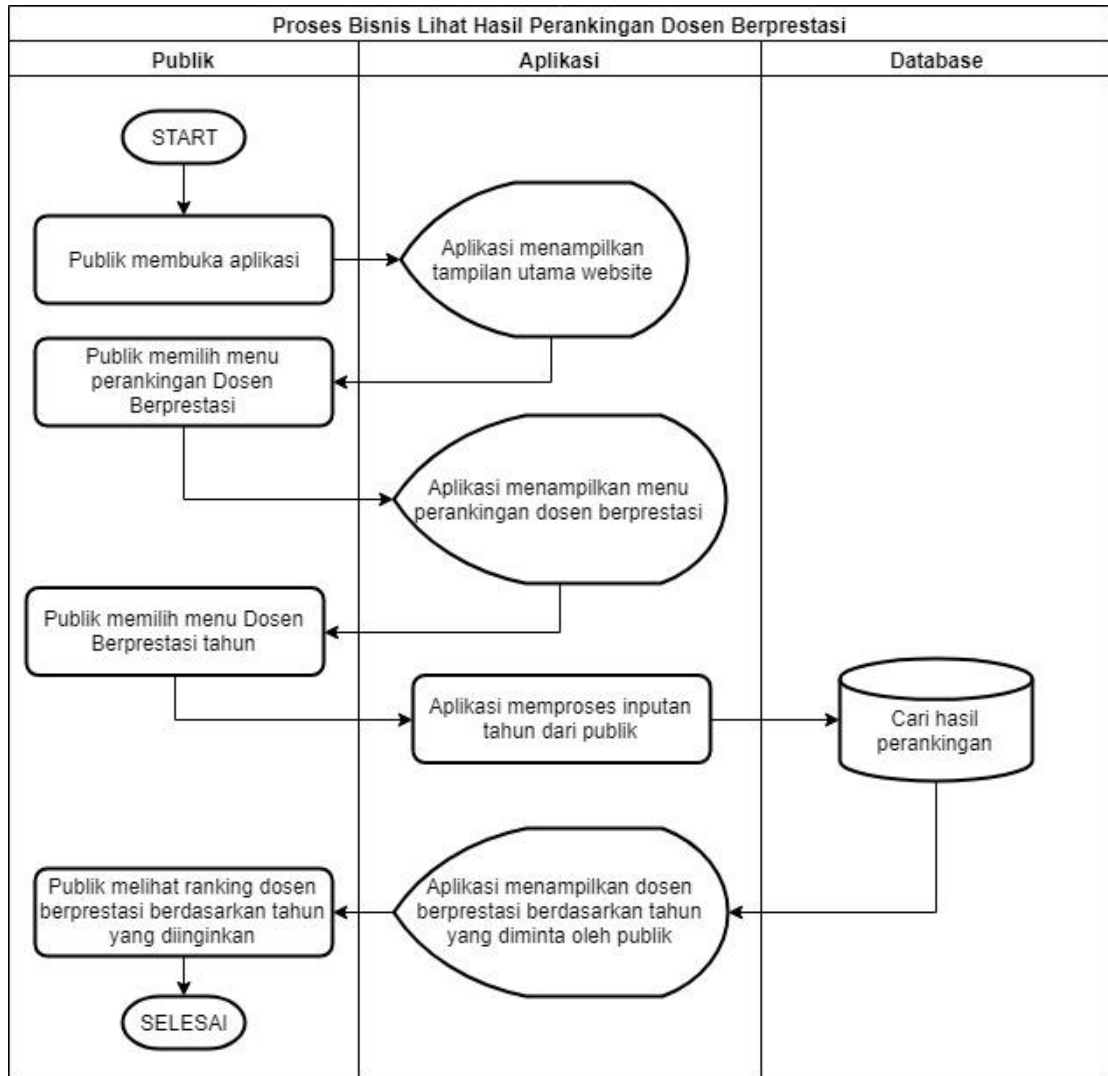 Proses Bisnis Lihat Hasil Perankingan Dosen Berprestasi
Publik
Aplikasi
Database
START
Publik membuka aplikasi
Aplikasi menampilkan
tampilan utama website
Publik memilih menu
perankingan Dosen
Berprestasi
Aplikasi menampilkan menu
perankingan dosen berprestasi
Publik memilih menu Dosen
Berprestasi tahun
Aplikasi memproses inputan
tahun dari publik
Cari hasil
perankingan
Aplikasi menampilkan dosen
berprestasi berdasarkan tahun
yang diminta oleh publik
Publik melihat ranking dosen
berprestasi berdasarkan tahun
yang diinginkan
SELESAI